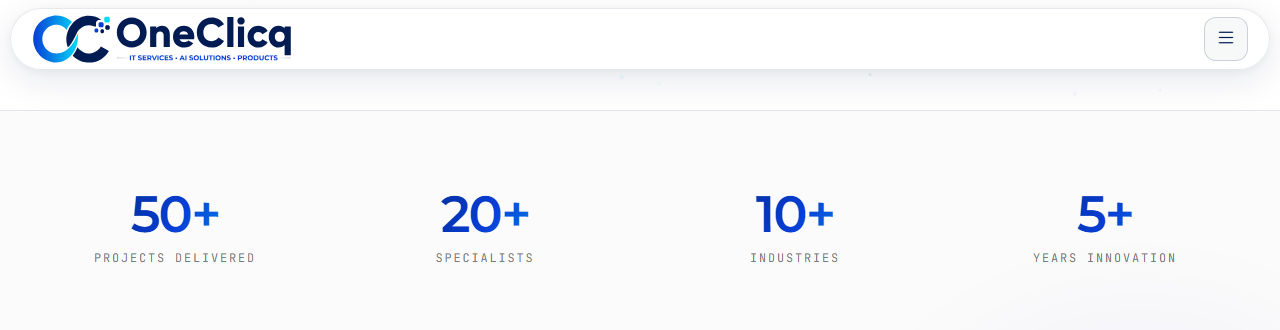 OneClicq
IT SERVICES • AI SOLUTIONS • PRODUCTS
50+
PROJECTS DELIVERED
20+
SPECIALISTS
10+
INDUSTRIES
5+
YEARS INNOVATION